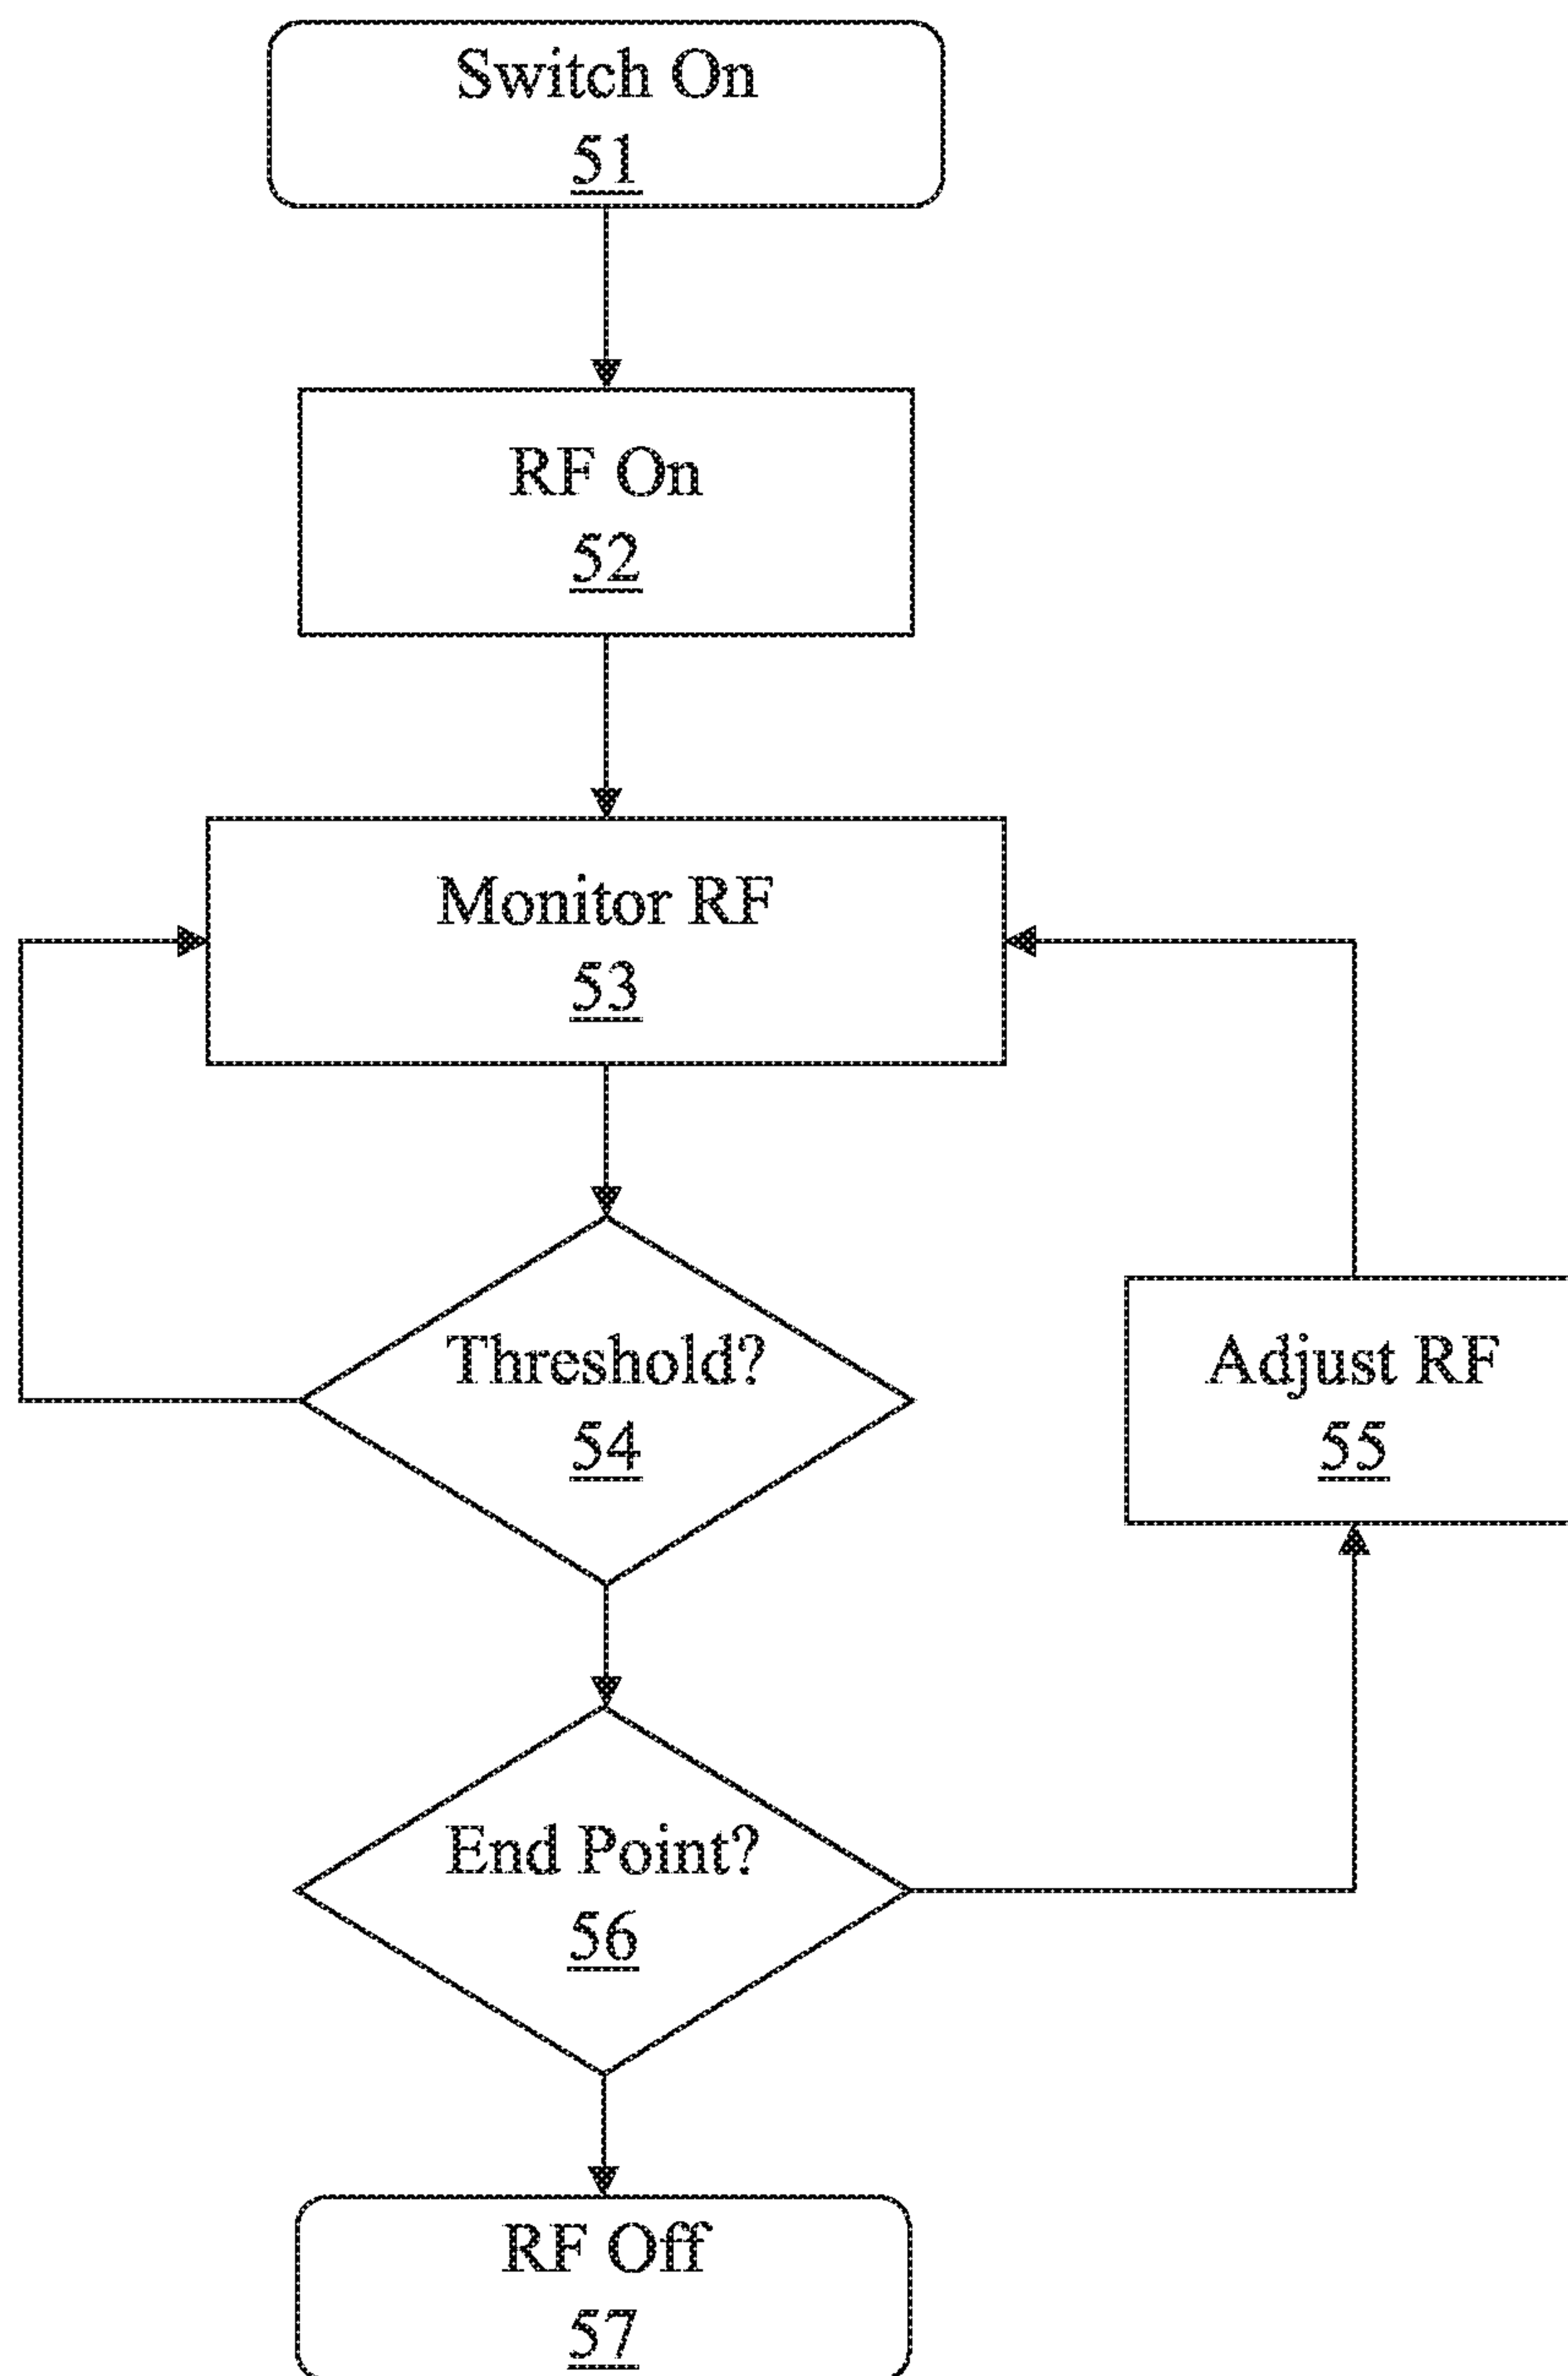 Switch On
51
RF On
52
Monitor RF
53
Threshold?
54
Adjust RF
55
End Point?
56
RF Off
57